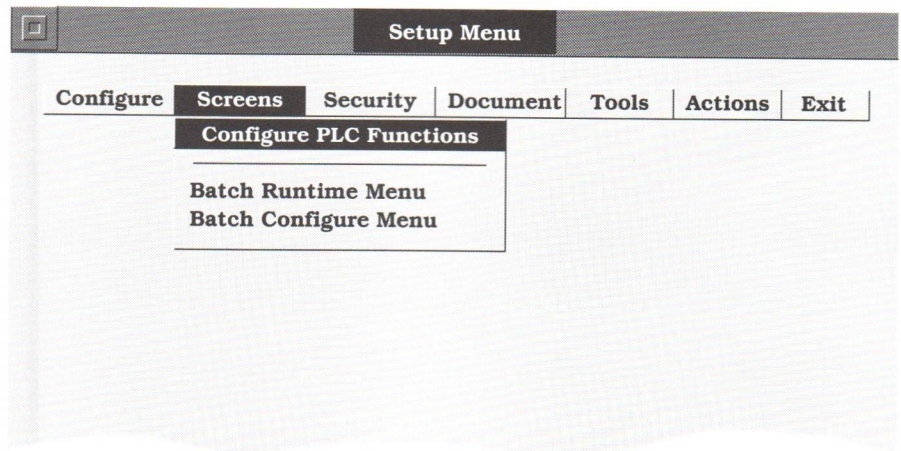 Setup Menu
Configure Screens Security Document Tools Actions Exit
Configure PLC Functions
Batch Runtime Menu
Batch Configure Menu